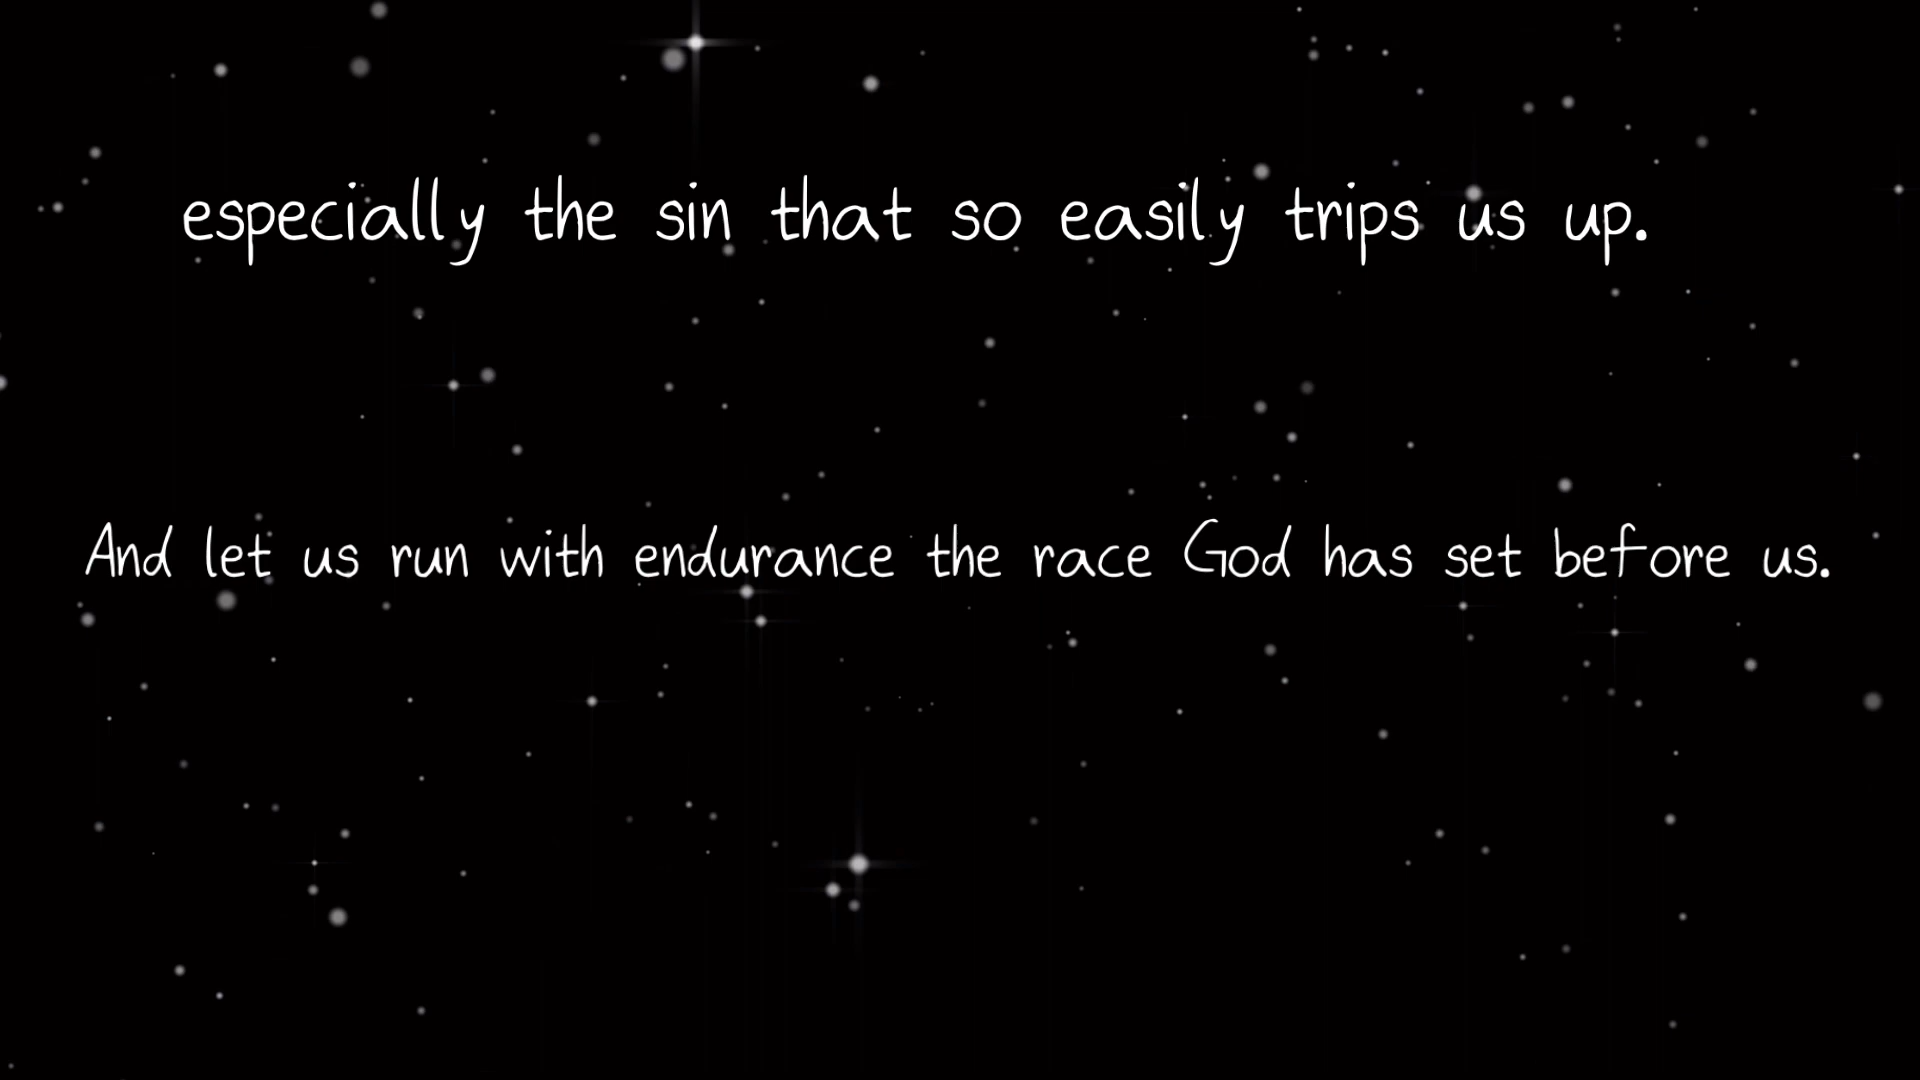 especially the sin that so easily trips us up.
And let us run with endurance the race God has set before us.